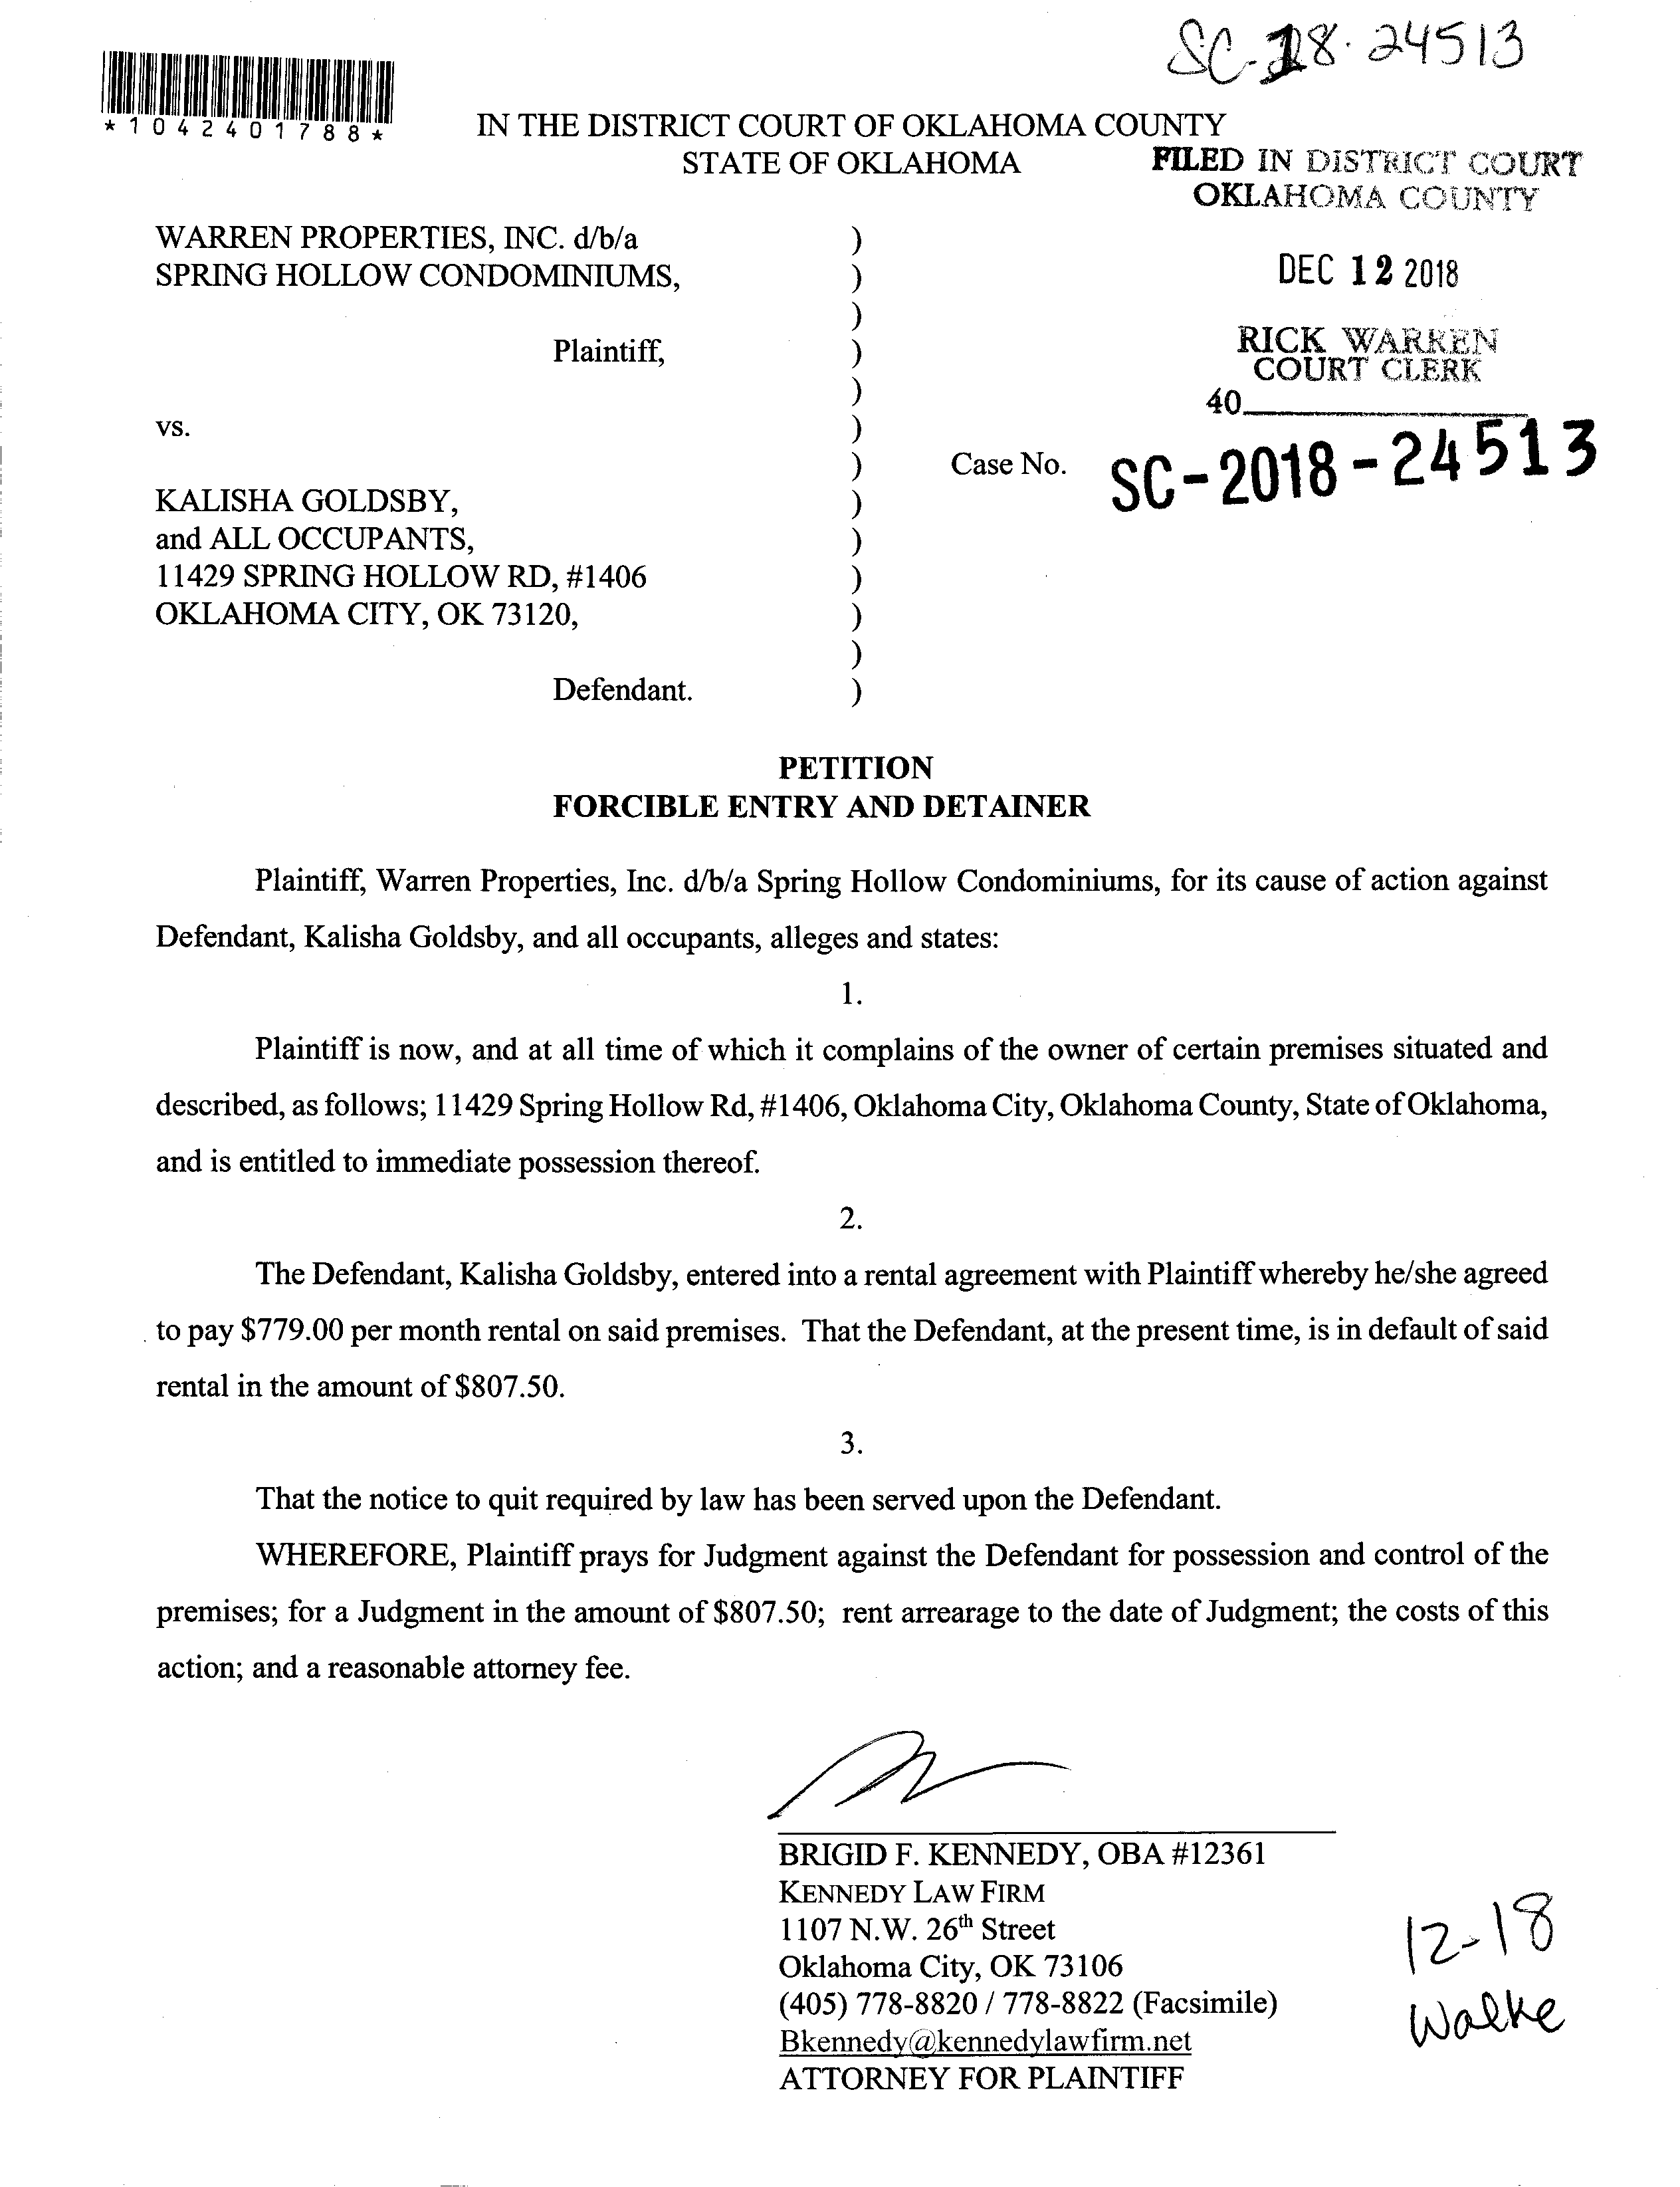 SC-18-24513
*1042401788*
IN THE DISTRICT COURT OF OKLAHOMA COUNTY
STATE OF OKLAHOMA
FILED IN DISTRICT COURT
OKLAHOMA COUNTY
WARREN PROPERTIES, INC. d/b/a )
SPRING HOLLOW CONDOMINIUMS, )
DEC 12 2018
)
Plaintiff, )
RICK WARREN
COURT CLERK
)
40
vs. )
) Case No. SC-2018-24513
KALISHA GOLDSBY, )
and ALL OCCUPANTS, )
11429 SPRING HOLLOW RD, #1406 )
OKLAHOMA CITY, OK 73120, )
)
Defendant. )
PETITION
FORCIBLE ENTRY AND DETAINER
Plaintiff, Warren Properties, Inc. d/b/a Spring Hollow Condominiums, for its cause of action against
Defendant, Kalisha Goldsby, and all occupants, alleges and states:
1.
Plaintiff is now, and at all time of which it complains of the owner of certain premises situated and
described, as follows; 11429 Spring Hollow Rd, #1406, Oklahoma City, Oklahoma County, State of Oklahoma,
and is entitled to immediate possession thereof.
2.
The Defendant, Kalisha Goldsby, entered into a rental agreement with Plaintiff whereby he/she agreed
to pay $779.00 per month rental on said premises. That the Defendant, at the present time, is in default of said
rental in the amount of $807.50.
3.
That the notice to quit required by law has been served upon the Defendant.
WHEREFORE, Plaintiff prays for Judgment against the Defendant for possession and control of the
premises; for a Judgment in the amount of $807.50; rent arrearage to the date of Judgment; the costs of this
action; and a reasonable attorney fee.
BRIGID F. KENNEDY, OBA #12361
KENNEDY LAW FIRM
1107 N.W. 26th Street
Oklahoma City, OK 73106
(405) 778-8820 / 778-8822 (Facsimile)
Bkennedy@kennedylawfirm.net
ATTORNEY FOR PLAINTIFF
12-18
Walke